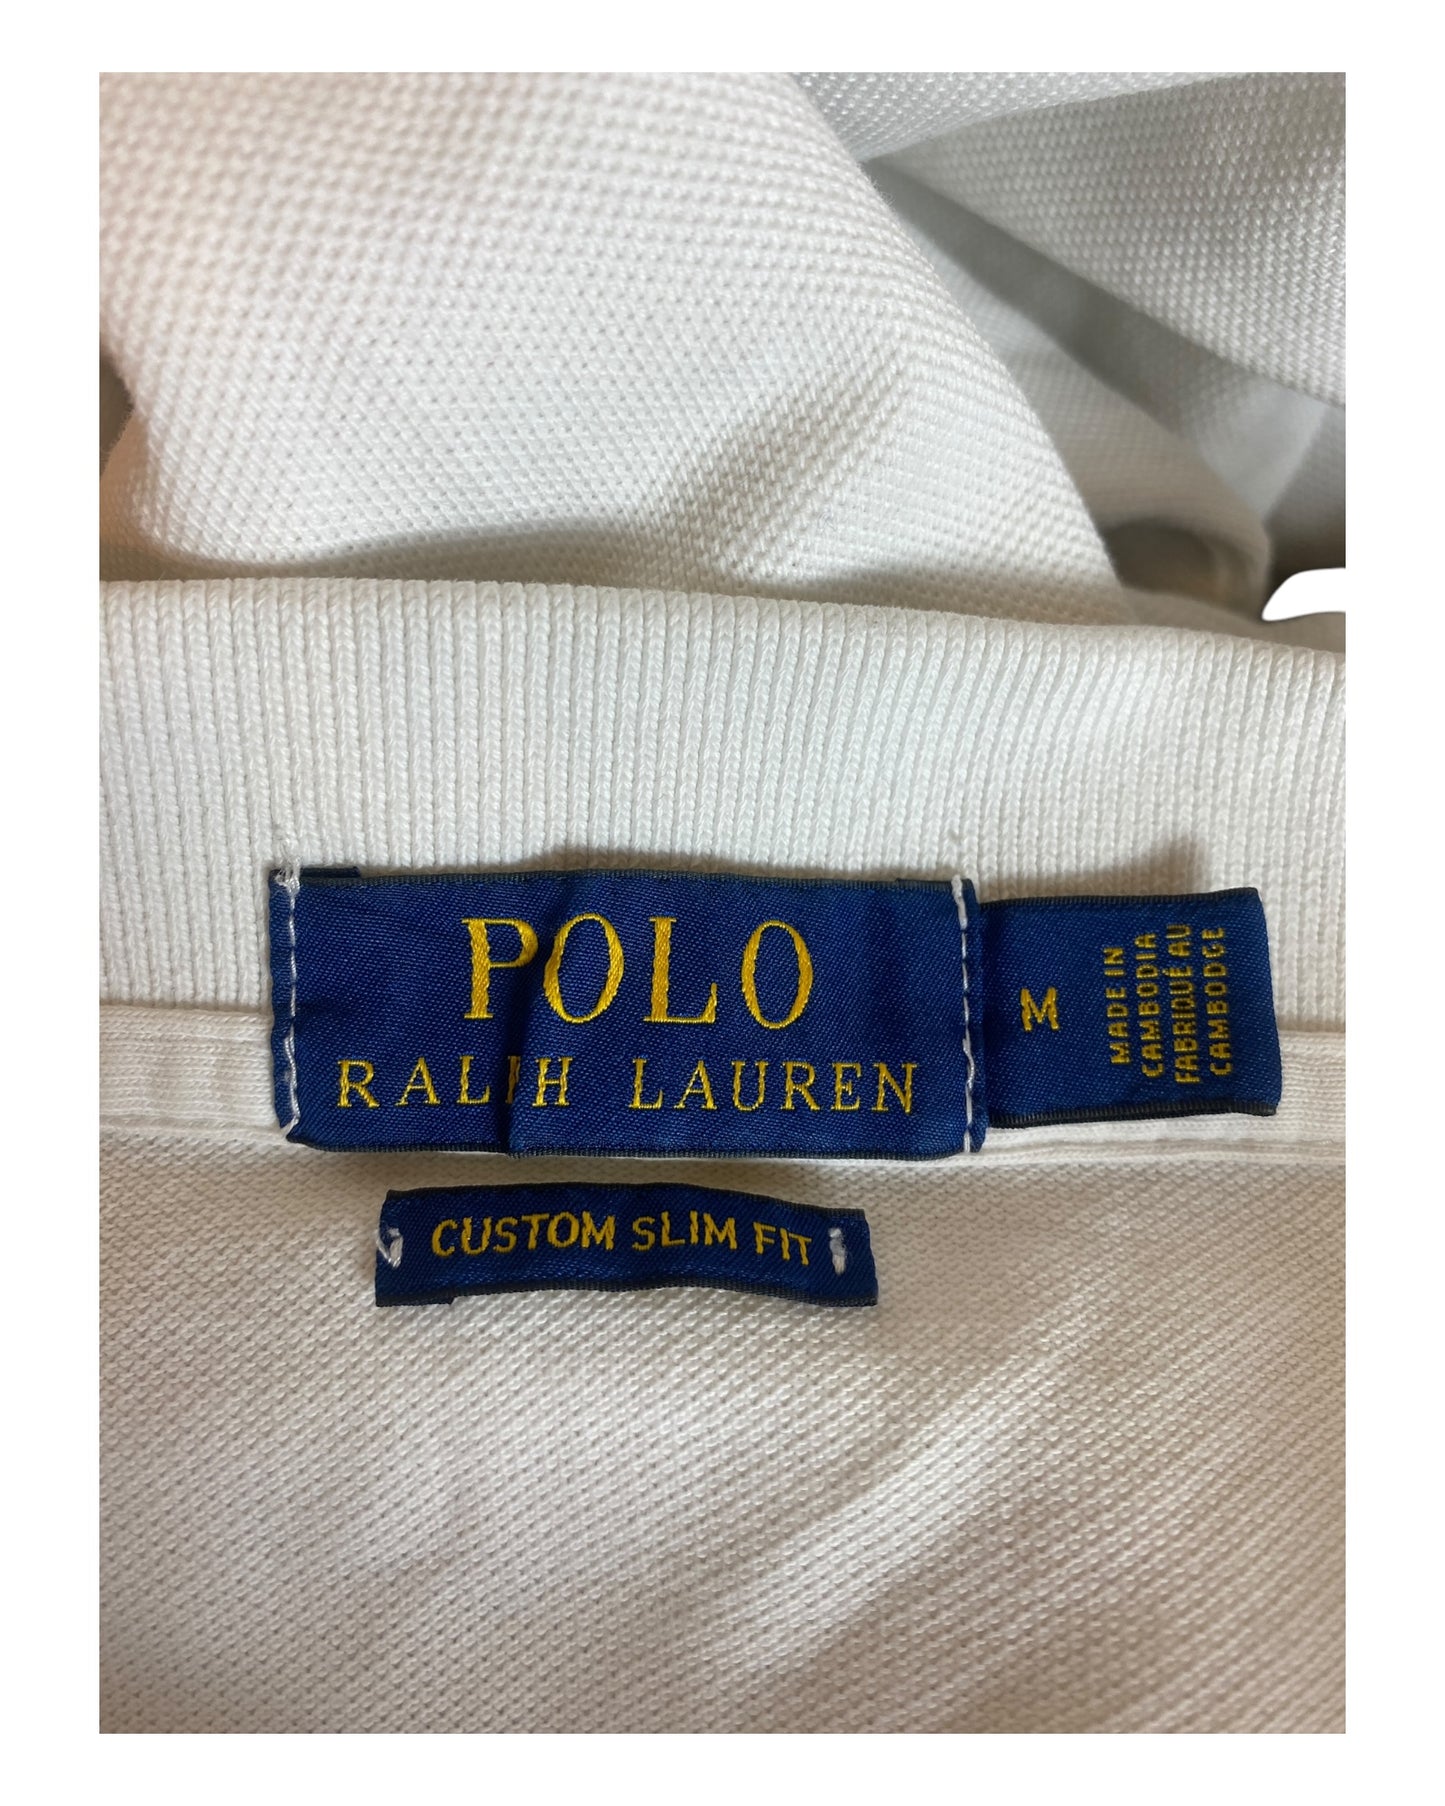 POLO
RALPH LAUREN
M
MADE IN
CAMBODIA
FABRIQUÉ AU
CAMBODGE
CUSTOM SLIM FIT